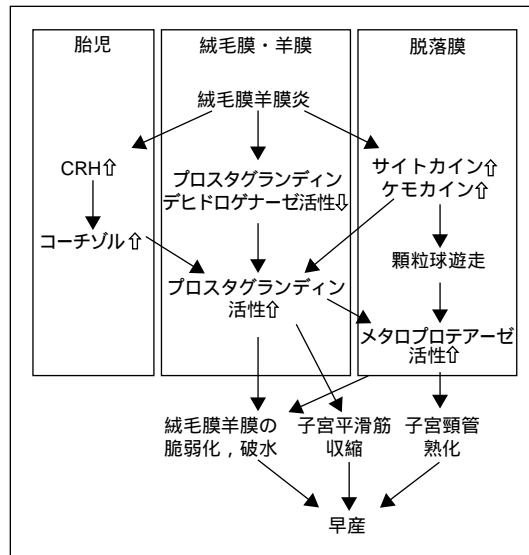 胎児
絨毛膜・羊膜
脱落膜
絨毛膜羊膜炎
CRH⇧
プロスタグランディン
デヒドロゲナーゼ活性⇩
サイトカイン⇧
ケモカイン⇧
コーチゾル⇧
顆粒球遊走
プロスタグランディン
活性⇧
メタロプロテアーゼ
活性⇧
絨毛膜羊膜の
脆弱化，破水
子宮平滑筋
収縮
子宮頸管
熟化
早産